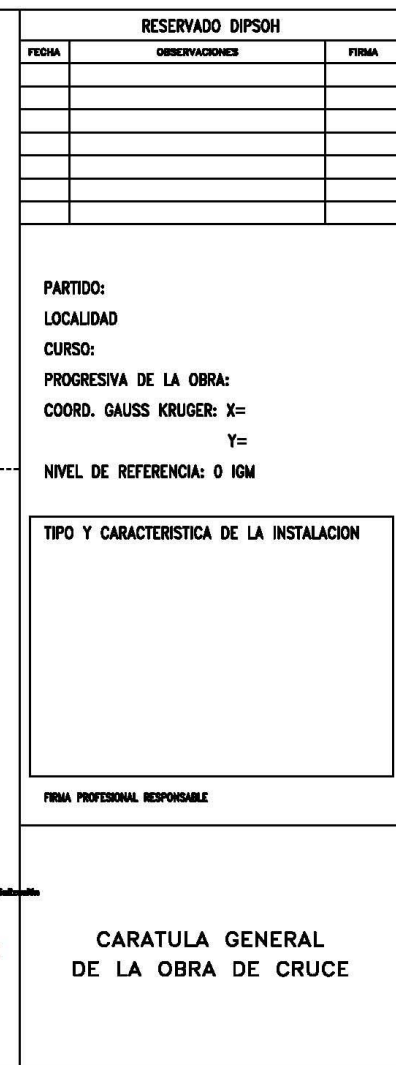 RESERVADO DIPSOH
FECHA OBSERVACIONES FIRMA
PARTIDO:
LOCALIDAD
CURSO:
PROGRESIVA DE LA OBRA:
COORD. GAUSS KRUGER: X=
Y=
NIVEL DE REFERENCIA: 0 IGM
TIPO Y CARACTERISTICA DE LA INSTALACION
FIRMA PROFESIONAL RESPONSABLE
CARATULA GENERAL
DE LA OBRA DE CRUCE